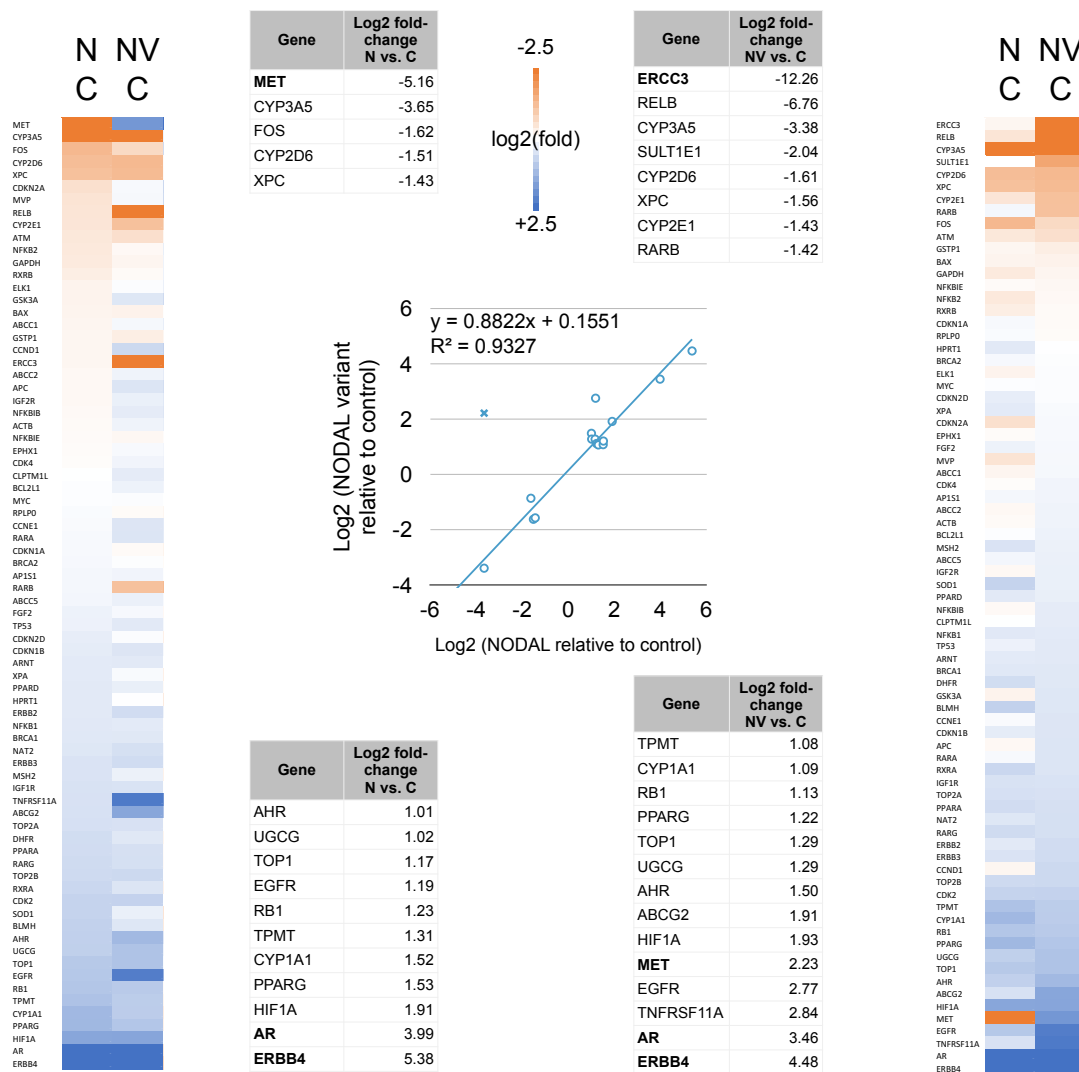 N NV
C C
MET
CYP3A5
FOS
CYP2D6
XPC
CDKN2A
MVP
RELB
CYP2E1
ATM
NFKB2
GAPDH
RXRB
ELK1
GSK3A
BAX
ABCC1
GSTP1
CCND1
ERCC3
ABCC2
APC
IGF2R
NFKBIB
ACTB
NFKBIE
EPHX1
CDK4
CLPTM1L
BCL2L1
MYC
RPLP0
CCNE1
RARA
CDKN1A
BRCA2
AP1S1
RARB
ABCC5
FGF2
TP53
CDKN2D
CDKN1B
ARNT
XPA
PPARD
HPRT1
ERBB2
NFKB1
BRCA1
NAT2
ERBB3
MSH2
IGF1R
TNFRSF11A
ABCG2
TOP2A
DHFR
PPARA
RARG
TOP2B
RXRA
CDK2
SOD1
BLMH
AHR
UGCG
TOP1
EGFR
RB1
TPMT
CYP1A1
PPARG
HIF1A
AR
ERBB4
Gene Log2 fold-change N vs. C
MET -5.16
CYP3A5 -3.65
FOS -1.62
CYP2D6 -1.51
XPC -1.43
-2.5
log2(fold)
+2.5
Gene Log2 fold-change NV vs. C
ERCC3 -12.26
RELB -6.76
CYP3A5 -3.38
SULT1E1 -2.04
CYP2D6 -1.61
XPC -1.56
CYP2E1 -1.43
RARB -1.42
y = 0.8822x + 0.1551
R² = 0.9327
Log2 (NODAL variant
relative to control)
6
4
2
0
-2
-4
-6 -4 -2 0 2 4 6
Log2 (NODAL relative to control)
Gene Log2 fold-change N vs. C
AHR 1.01
UGCG 1.02
TOP1 1.17
EGFR 1.19
RB1 1.23
TPMT 1.31
CYP1A1 1.52
PPARG 1.53
HIF1A 1.91
AR 3.99
ERBB4 5.38
Gene Log2 fold-change NV vs. C
TPMT 1.08
CYP1A1 1.09
RB1 1.13
PPARG 1.22
TOP1 1.29
UGCG 1.29
AHR 1.50
ABCG2 1.91
HIF1A 1.93
MET 2.23
EGFR 2.77
TNFRSF11A 2.84
AR 3.46
ERBB4 4.48
N NV
C C
ERCC3
RELB
CYP3A5
SULT1E1
CYP2D6
XPC
CYP2E1
RARB
FOS
ATM
GSTP1
BAX
GAPDH
NFKBIE
NFKB2
RXRB
CDKN1A
RPLP0
HPRT1
BRCA2
ELK1
MYC
CDKN2D
XPA
CDKN2A
EPHX1
FGF2
MVP
ABCC1
CDK4
AP1S1
ABCC2
ACTB
BCL2L1
MSH2
ABCC5
IGF2R
SOD1
PPARD
NFKBIB
CLPTM1L
NFKB1
TP53
ARNT
BRCA1
DHFR
GSK3A
BLMH
CCNE1
CDKN1B
APC
RARA
RXRA
IGF1R
TOP2A
PPARA
NAT2
RARG
ERBB2
ERBB3
CCND1
TOP2B
CDK2
TPMT
CYP1A1
RB1
PPARG
UGCG
TOP1
AHR
ABCG2
HIF1A
MET
EGFR
TNFRSF11A
AR
ERBB4